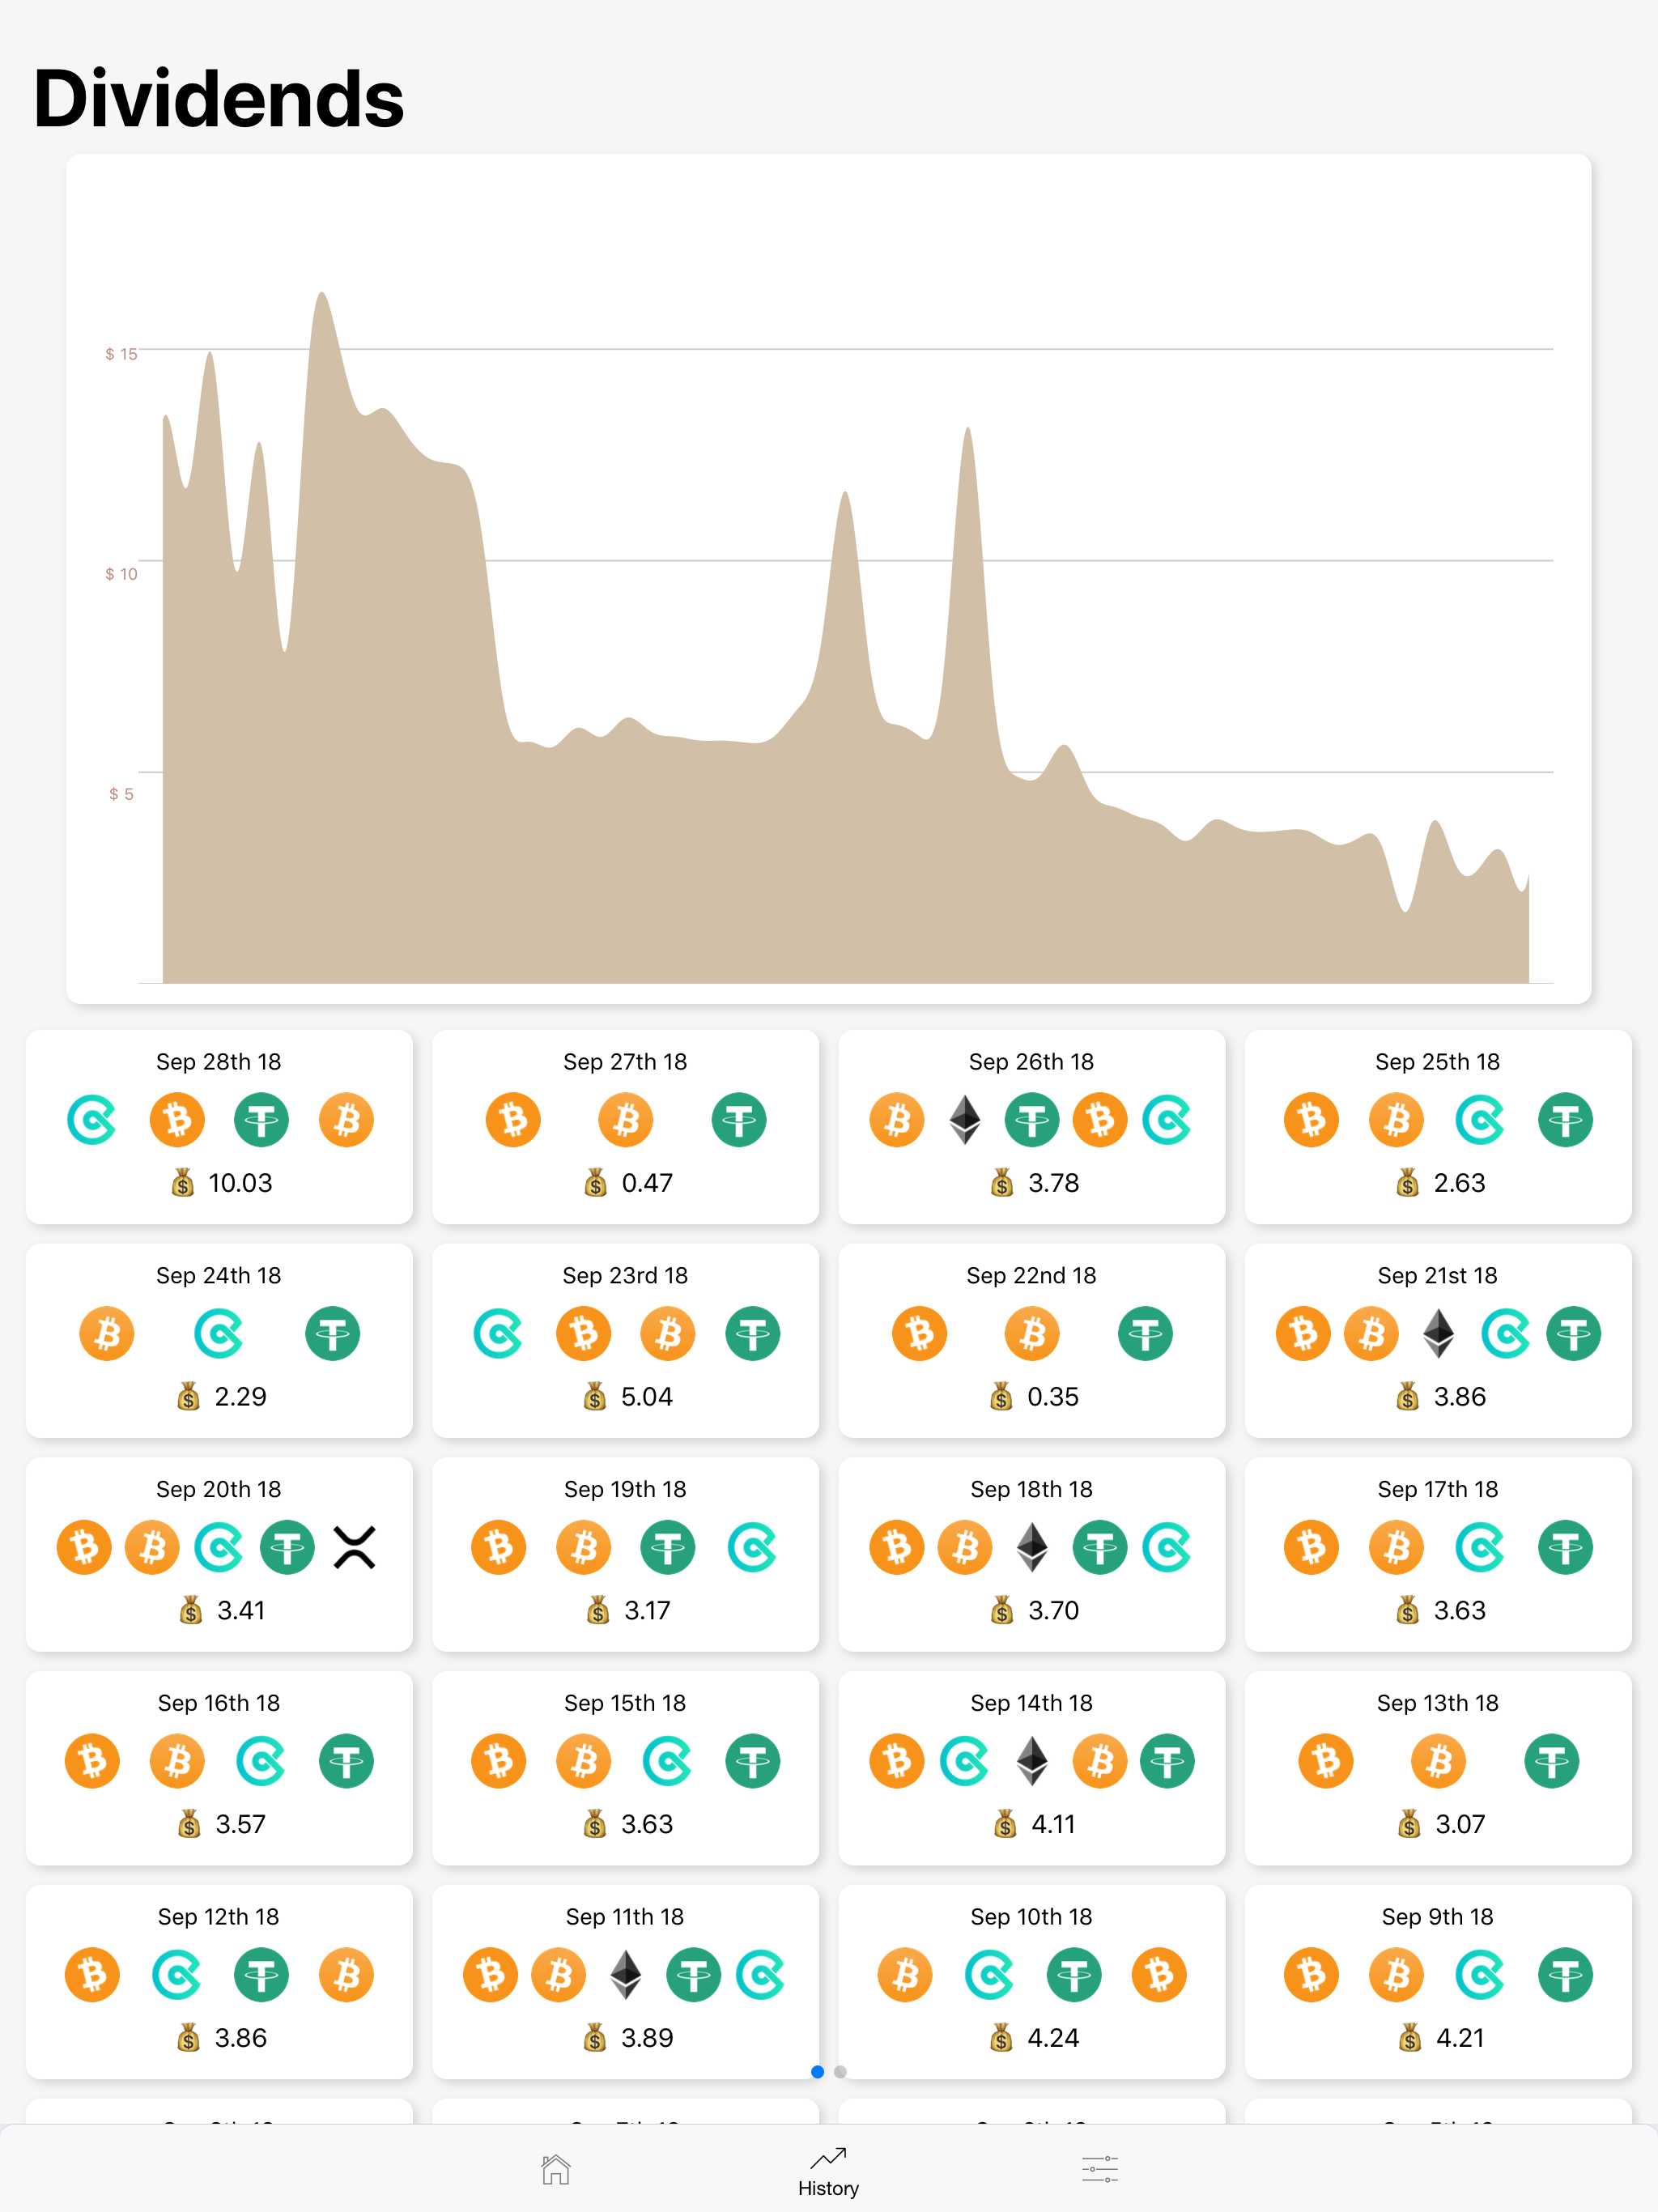 Dividends
$ 15
$ 10
$ 5
Sep 28th 18
10.03
Sep 27th 18
0.47
Sep 26th 18
3.78
Sep 25th 18
2.63
Sep 24th 18
2.29
Sep 23rd 18
5.04
Sep 22nd 18
0.35
Sep 21st 18
3.86
Sep 20th 18
3.41
Sep 19th 18
3.17
Sep 18th 18
3.70
Sep 17th 18
3.63
Sep 16th 18
3.57
Sep 15th 18
3.63
Sep 14th 18
4.11
Sep 13th 18
3.07
Sep 12th 18
3.86
Sep 11th 18
3.89
Sep 10th 18
4.24
Sep 9th 18
4.21
History